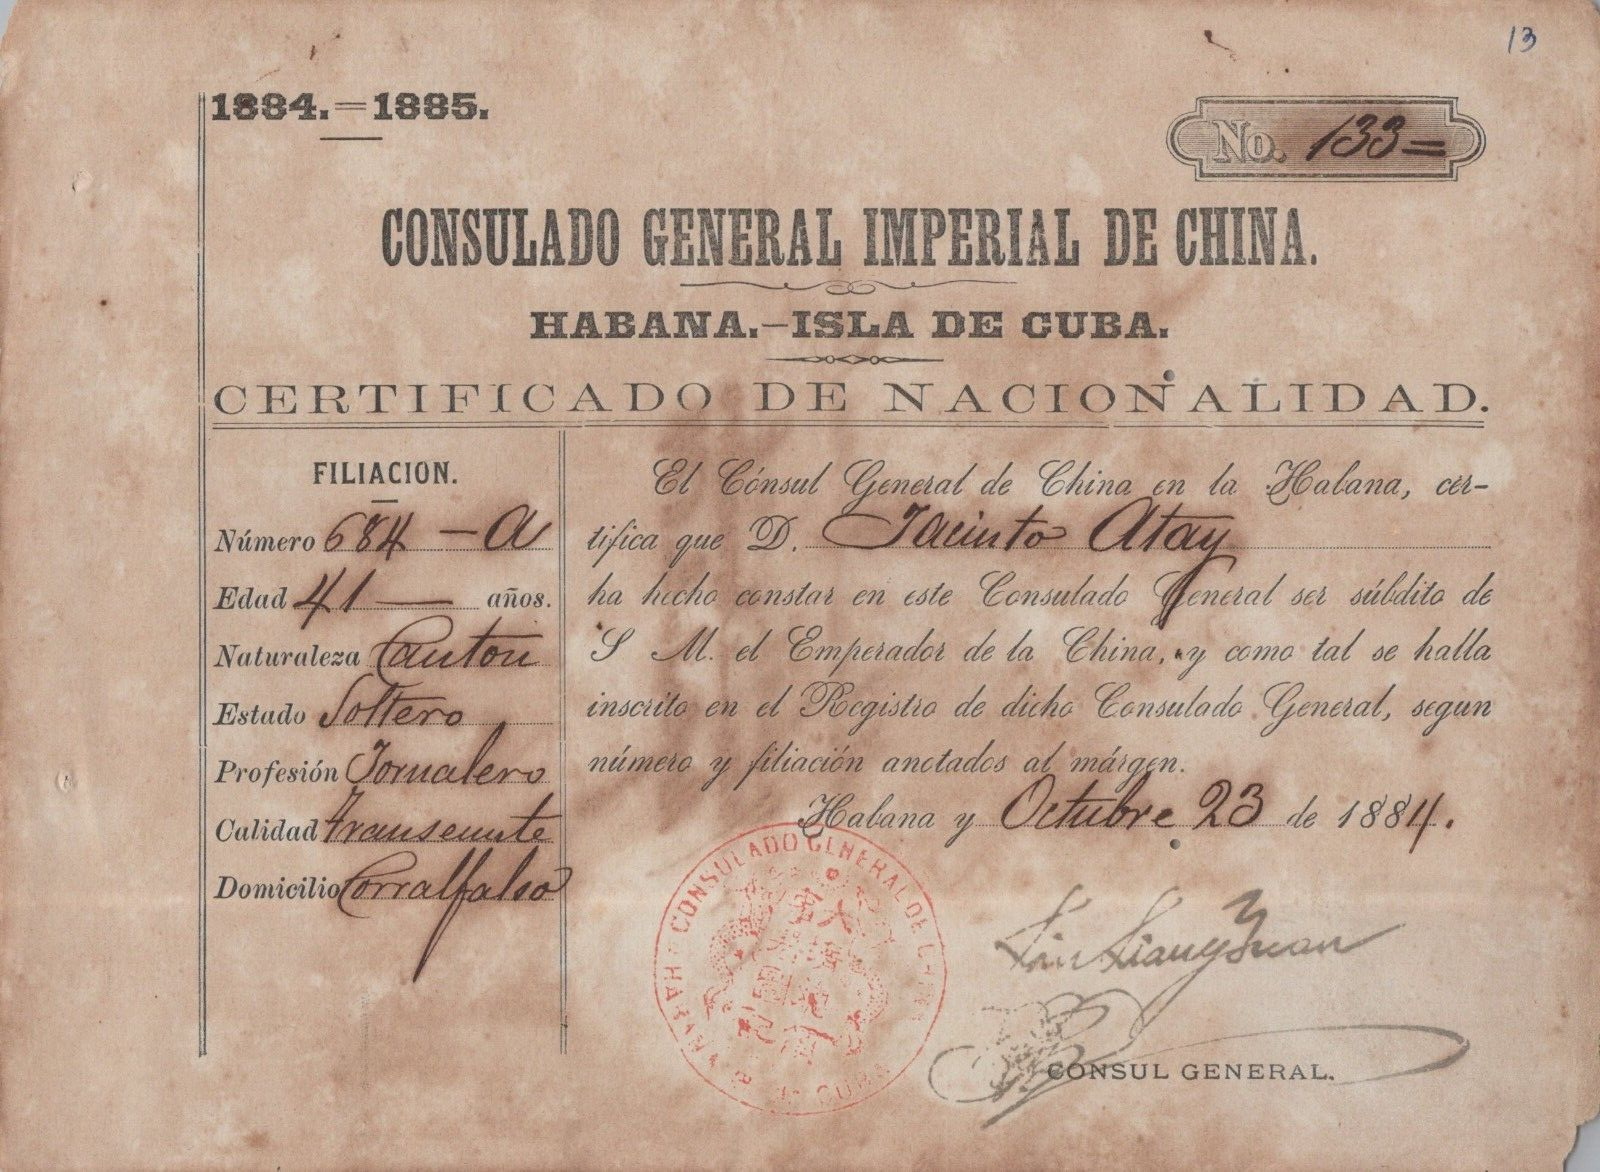 13
1884.=1885.
No. 133=
CONSULADO GENERAL IMPERIAL DE CHINA.
HABANA.-ISLA DE CUBA.
CERTIFICADO DE NACIONALIDAD.
FILIACION.
Número 684 - A
Edad 41 — años.
Naturaleza Canton
Estado Soltero
Profesión Jornalero
Calidad Transeunte
Domicilio Corralfalso
El Cónsul General de China en la Habana, cer-
tifica que D. Jacinto Atay
ha hecho constar en este Consulado General ser súbdito de
S M. el Emperador de la China, y como tal se halla
inscrito en el Registro de dicho Consulado General, segun
número y filiación anotados al márgen.
Habana y Octubre 23 de 1884.
CONSULADO GENERAL DE CHINA
HABANA
CUBA
Lin Liang Yuan
CONSUL GENERAL.